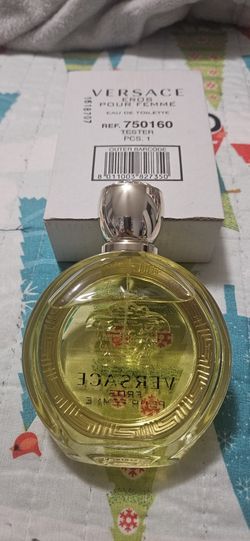 VERSACE
EROS
POUR FEMME
EAU DE TOILETTE
REF. 750160
TESTER
PCS. 1
OUTER BARCODE
8 011003 827350
VERSACE
EROS
POUR FEMME